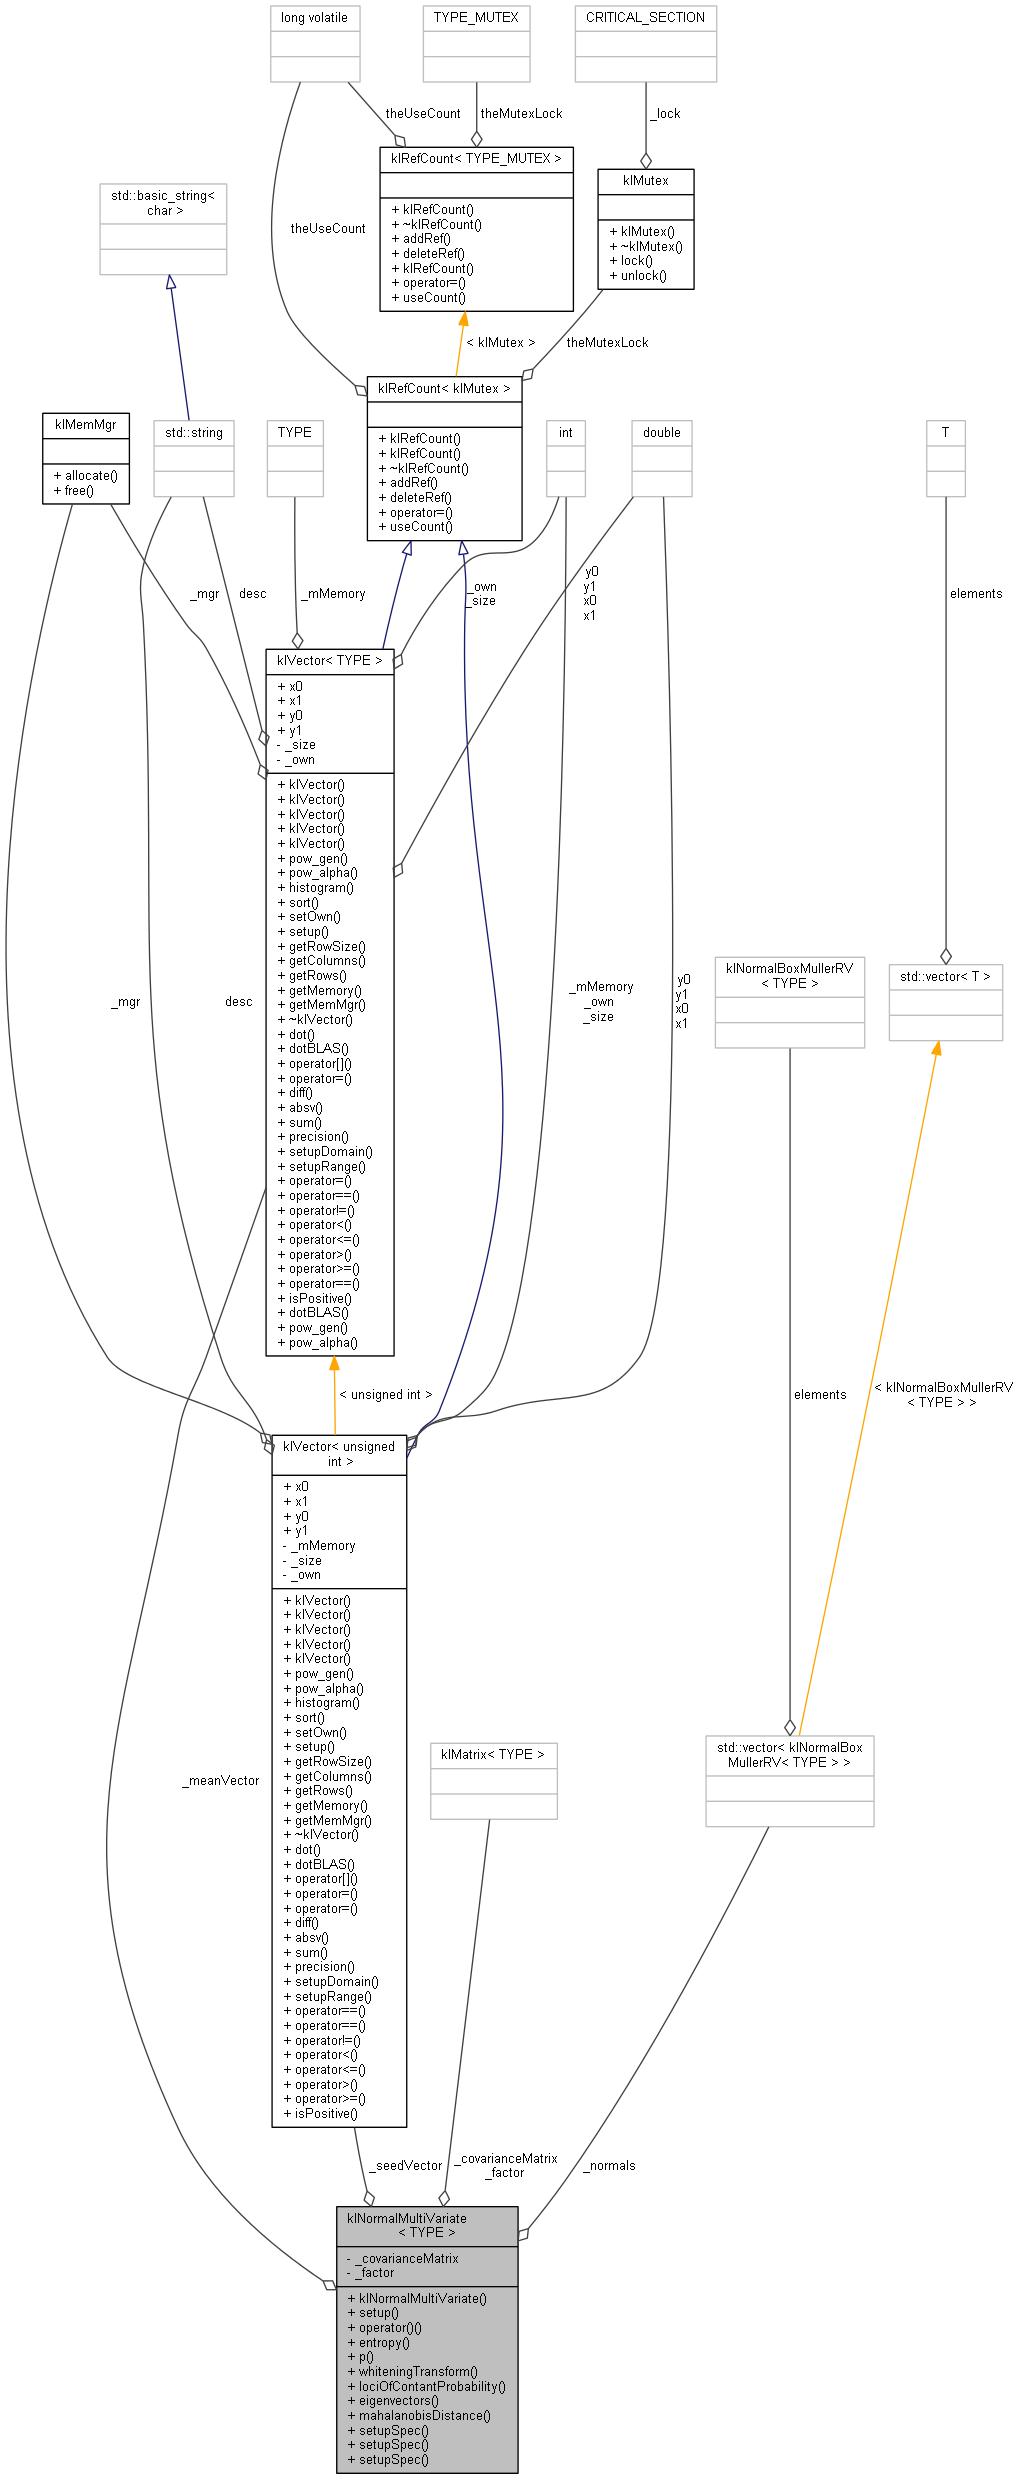 long volatile
TYPE_MUTEX
CRITICAL_SECTION
theUseCount
theMutexLock
_lock
klRefCount< TYPE_MUTEX >
+ klRefCount()
+ ~klRefCount()
+ addRef()
+ deleteRef()
+ klRefCount()
+ operator=()
+ useCount()
klMutex
+ klMutex()
+ ~klMutex()
+ lock()
+ unlock()
std::basic_string<
char >
theUseCount
< klMutex >
theMutexLock
klRefCount< klMutex >
+ klRefCount()
+ klRefCount()
+ ~klRefCount()
+ addRef()
+ deleteRef()
+ operator=()
+ useCount()
klMemMgr
+ allocate()
+ free()
std::string
TYPE
int
double
T
_mgr
desc
_mMemory
_own
_size
y0
y1
x0
x1
elements
klVector< TYPE >
+ x0
+ x1
+ y0
+ y1
- _size
- _own
+ klVector()
+ klVector()
+ klVector()
+ klVector()
+ klVector()
+ pow_gen()
+ pow_alpha()
+ histogram()
+ sort()
+ setOwn()
+ setup()
+ getRowSize()
+ getColumns()
+ getRows()
+ getMemory()
+ getMemMgr()
+ ~klVector()
+ dot()
+ dotBLAS()
+ operator[]()
+ operator=()
+ diff()
+ absv()
+ sum()
+ precision()
+ setupDomain()
+ setupRange()
+ operator=()
+ operator==()
+ operator!=()
+ operator<()
+ operator<=()
+ operator>()
+ operator>=()
+ operator==()
+ isPositive()
+ dotBLAS()
+ pow_gen()
+ pow_alpha()
_mgr
desc
_mMemory
_own
_size
y0
y1
x0
x1
klNormalBoxMullerRV
< TYPE >
std::vector< T >
elements
< klNormalBoxMullerRV
< TYPE > >
< unsigned int >
klVector< unsigned
int >
+ x0
+ x1
+ y0
+ y1
- _mMemory
- _size
- _own
+ klVector()
+ klVector()
+ klVector()
+ klVector()
+ klVector()
+ pow_gen()
+ pow_alpha()
+ histogram()
+ sort()
+ setOwn()
+ setup()
+ getRowSize()
+ getColumns()
+ getRows()
+ getMemory()
+ getMemMgr()
+ ~klVector()
+ dot()
+ dotBLAS()
+ operator[]()
+ operator=()
+ operator=()
+ diff()
+ absv()
+ sum()
+ precision()
+ setupDomain()
+ setupRange()
+ operator==()
+ operator==()
+ operator!=()
+ operator<()
+ operator<=()
+ operator>()
+ operator>=()
+ isPositive()
_meanVector
klMatrix< TYPE >
std::vector< klNormalBox
MullerRV< TYPE > >
_seedVector
_covarianceMatrix
_factor
_normals
klNormalMultiVariate
< TYPE >
- _covarianceMatrix
- _factor
+ klNormalMultiVariate()
+ setup()
+ operator()()
+ entropy()
+ p()
+ whiteningTransform()
+ lociOfContantProbability()
+ eigenvectors()
+ mahalanobisDistance()
+ setupSpec()
+ setupSpec()
+ setupSpec()